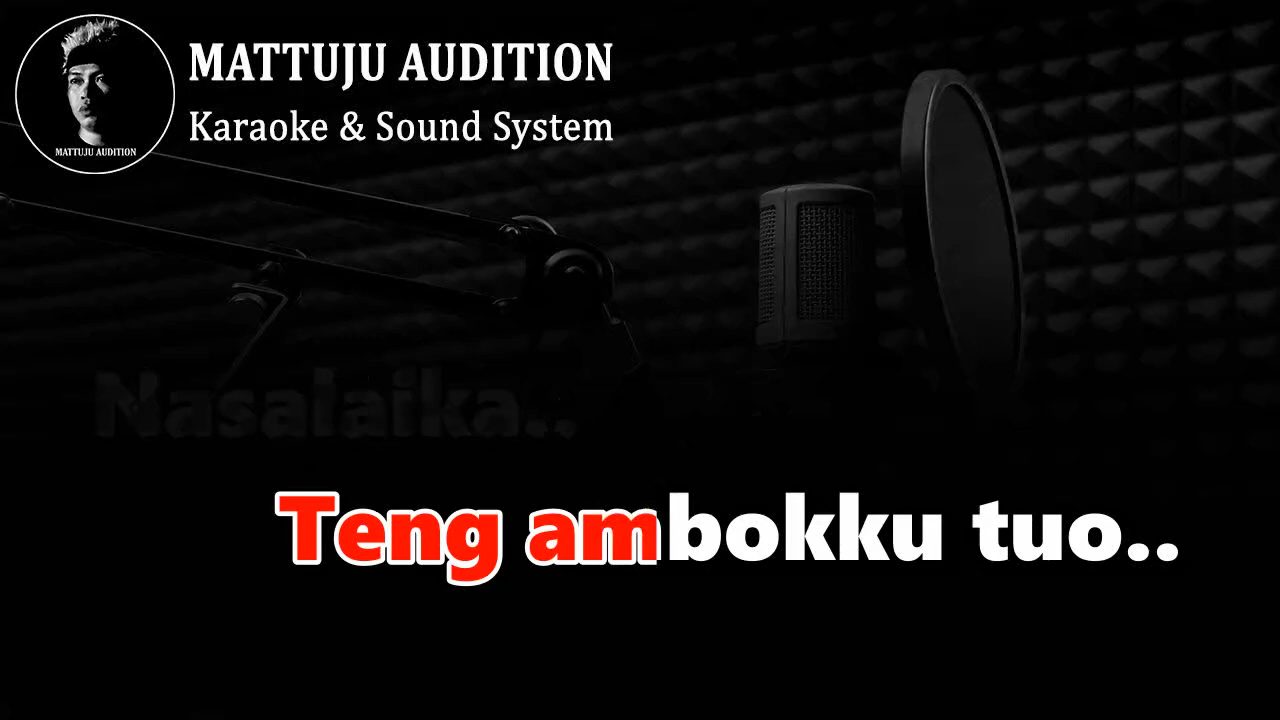 MATTUJU AUDITION
Karaoke & Sound System
MATTUJU AUDITION
Nasalaika..
Teng ambokku tuo..